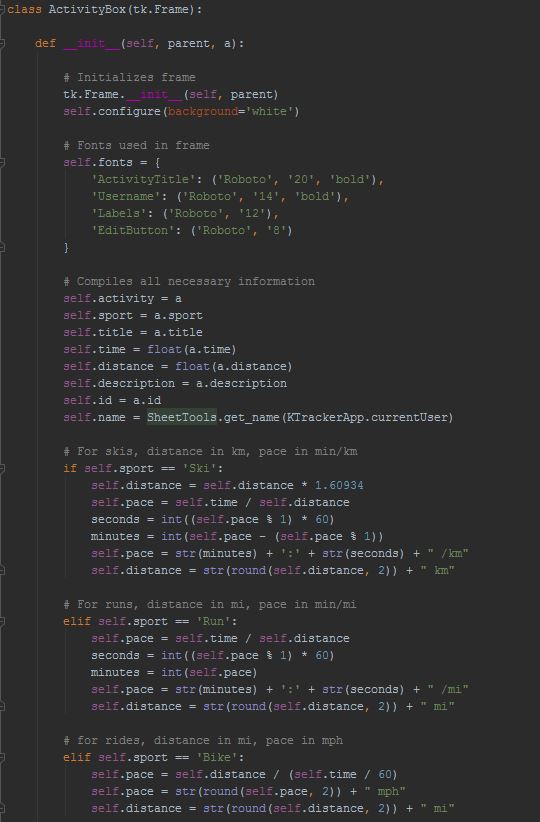 class ActivityBox(tk.Frame):
def __init__(self, parent, a):
# Initializes frame
tk.Frame.__init__(self, parent)
self.configure(background='white')
# Fonts used in frame
self.fonts = {
'ActivityTitle': ('Roboto', '20', 'bold'),
'Username': ('Roboto', '14', 'bold'),
'Labels': ('Roboto', '12'),
'EditButton': ('Roboto', '8')
}
# Compiles all necessary information
self.activity = a
self.sport = a.sport
self.title = a.title
self.time = float(a.time)
self.distance = float(a.distance)
self.description = a.description
self.id = a.id
self.name = SheetTools.get_name(KTrackerApp.currentUser)
# For skis, distance in km, pace in min/km
if self.sport == 'Ski':
self.distance = self.distance * 1.60934
self.pace = self.time / self.distance
seconds = int((self.pace % 1) * 60)
minutes = int(self.pace - (self.pace % 1))
self.pace = str(minutes) + ':' + str(seconds) + " /km"
self.distance = str(round(self.distance, 2)) + " km"
# For runs, distance in mi, pace in min/mi
elif self.sport == 'Run':
self.pace = self.time / self.distance
seconds = int((self.pace % 1) * 60)
minutes = int(self.pace)
self.pace = str(minutes) + ':' + str(seconds) + " /mi"
self.distance = str(round(self.distance, 2)) + " mi"
# for rides, distance in mi, pace in mph
elif self.sport == 'Bike':
self.pace = self.distance / (self.time / 60)
self.pace = str(round(self.pace, 2)) + " mph"
self.distance = str(round(self.distance, 2)) + " mi"